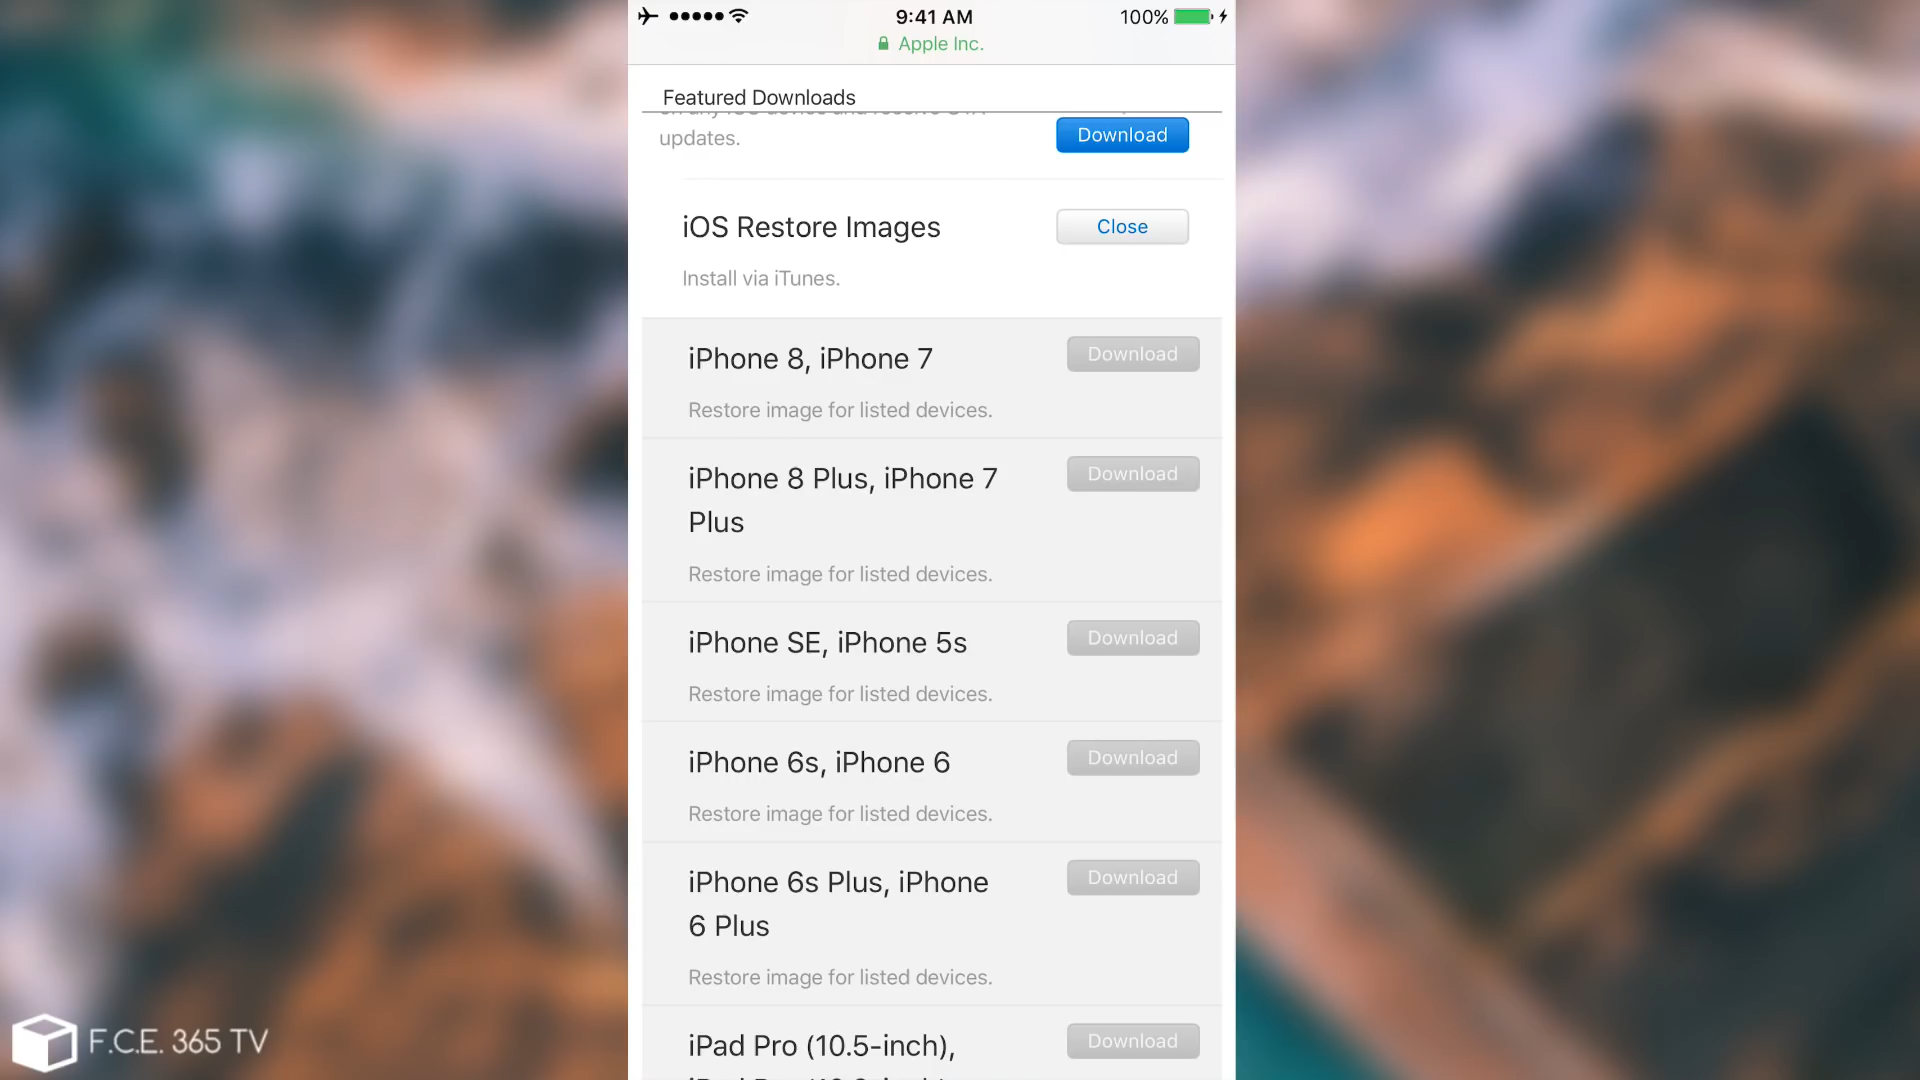 9:41 AM
100%
Apple Inc.
Featured Downloads
updates.
Download
iOS Restore Images
Close
Install via iTunes.
iPhone 8, iPhone 7
Download
Restore image for listed devices.
iPhone 8 Plus, iPhone 7
Plus
Download
Restore image for listed devices.
iPhone SE, iPhone 5s
Download
Restore image for listed devices.
iPhone 6s, iPhone 6
Download
Restore image for listed devices.
iPhone 6s Plus, iPhone
6 Plus
Download
Restore image for listed devices.
iPad Pro (10.5-inch),
Download
F.C.E. 365 TV